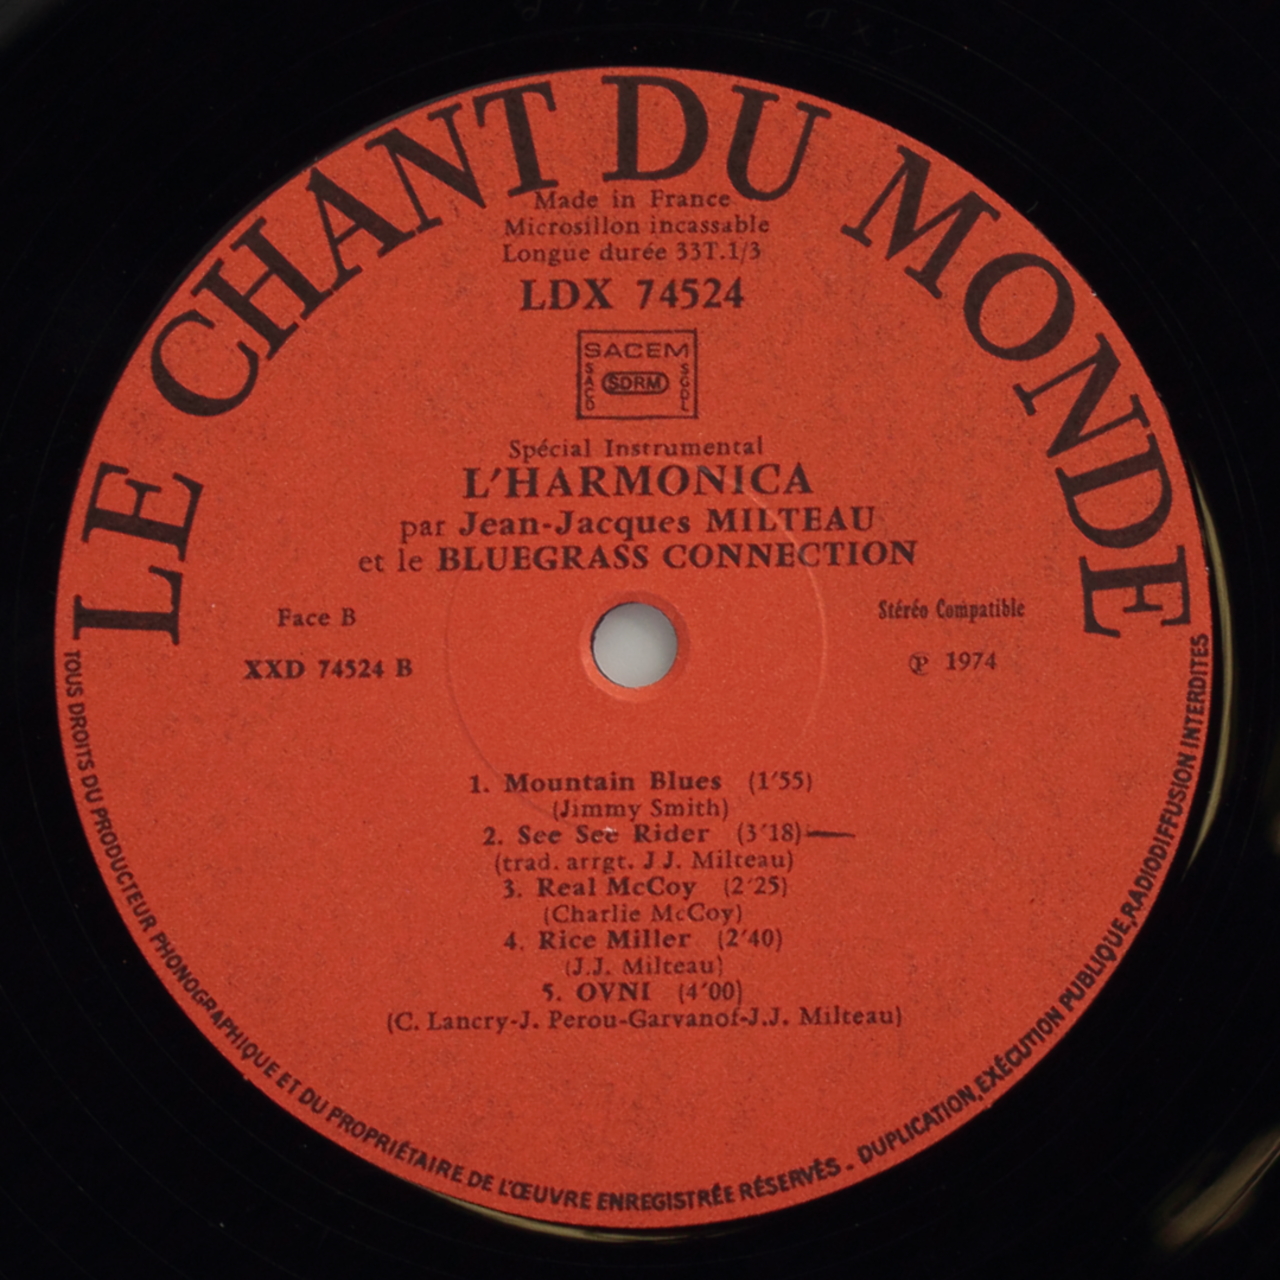 LE CHANT DU MONDE
Made in France
Microsillon incassable
Longue durée 33T.1/3
LDX 74524
SACEM
SACD
SDRM
SGDL
Spécial Instrumental
L'HARMONICA
par Jean-Jacques MILTEAU
et le BLUEGRASS CONNECTION
Face B
Stéréo Compatible
XXD 74524 B
℗ 1974
1. Mountain Blues (1'55)
(Jimmy Smith)
2. See See Rider (3'18)
(trad. arrgt. J J. Milteau)
3. Real McCoy (2'25)
(Charlie McCoy)
4. Rice Miller (2'40)
(J.J. Milteau)
5. OVNI (4'00)
(C. Lancry-J. Perou-Garvanof-J.J. Milteau)
TOUS DROITS DU PRODUCTEUR PHONOGRAPHIQUE ET DU PROPRIÉTAIRE DE L'ŒUVRE ENREGISTRÉE RÉSERVÉS . DUPLICATION, EXÉCUTION PUBLIQUE, RADIODIFFUSION INTERDITES